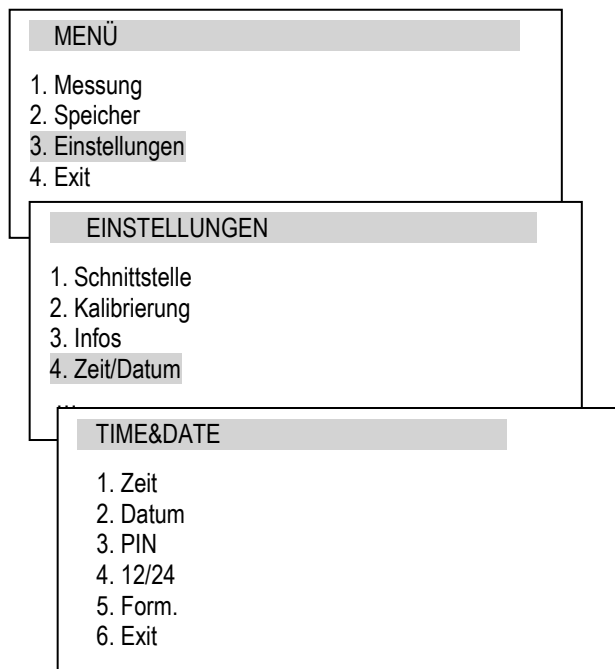 MENÜ
1. Messung
2. Speicher
3. Einstellungen
4. Exit
EINSTELLUNGEN
1. Schnittstelle
2. Kalibrierung
3. Infos
4. Zeit/Datum
...
TIME&DATE
1. Zeit
2. Datum
3. PIN
4. 12/24
5. Form.
6. Exit